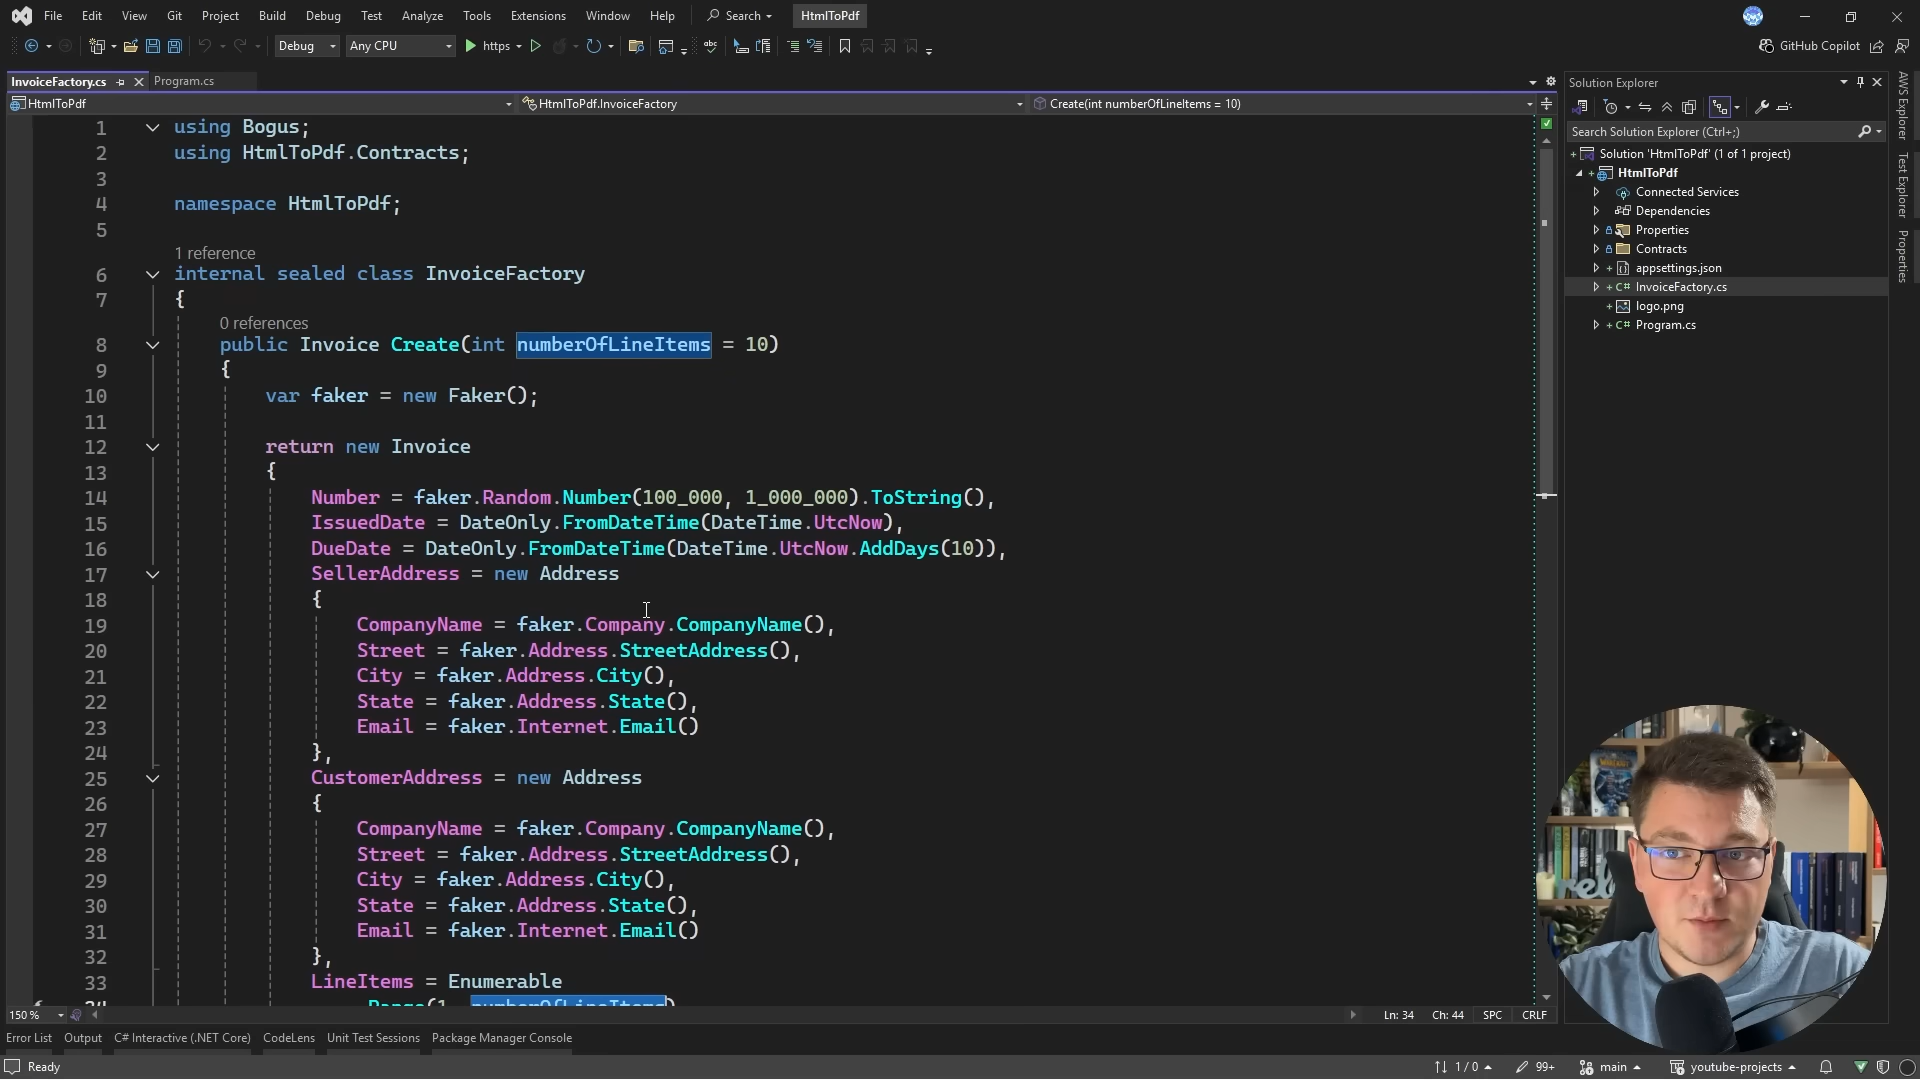 File Edit View Git Project Build Debug Test Analyze Tools Extensions Window Help Search HtmlToPdf
Debug Any CPU https GitHub Copilot
InvoiceFactory.cs Program.cs
HtmlToPdf HtmlToPdf.InvoiceFactory Create(int numberOfLineItems = 10)
1 using Bogus;
2 using HtmlToPdf.Contracts;
3
4 namespace HtmlToPdf;
5
1 reference
6 internal sealed class InvoiceFactory
7 {
0 references
8 public Invoice Create(int numberOfLineItems = 10)
9 {
10 var faker = new Faker();
11
12 return new Invoice
13 {
14 Number = faker.Random.Number(100_000, 1_000_000).ToString(),
15 IssuedDate = DateOnly.FromDateTime(DateTime.UtcNow),
16 DueDate = DateOnly.FromDateTime(DateTime.UtcNow.AddDays(10)),
17 SellerAddress = new Address
18 {
19 CompanyName = faker.Company.CompanyName(),
20 Street = faker.Address.StreetAddress(),
21 City = faker.Address.City(),
22 State = faker.Address.State(),
23 Email = faker.Internet.Email()
24 },
25 CustomerAddress = new Address
26 {
27 CompanyName = faker.Company.CompanyName(),
28 Street = faker.Address.StreetAddress(),
29 City = faker.Address.City(),
30 State = faker.Address.State(),
31 Email = faker.Internet.Email()
32 },
33 LineItems = Enumerable
34 .Range(1, numberOfLineItems)
150 % Ln: 34 Ch: 44 SPC CRLF
Solution Explorer
Search Solution Explorer (Ctrl+;)
Solution 'HtmlToPdf' (1 of 1 project)
HtmlToPdf
Connected Services
Dependencies
Properties
Contracts
appsettings.json
InvoiceFactory.cs
logo.png
Program.cs
AWS Explorer
Test Explorer
Properties
Error List Output C# Interactive (.NET Core) CodeLens Unit Test Sessions Package Manager Console
Ready 1 / 0 99+ main youtube-projects